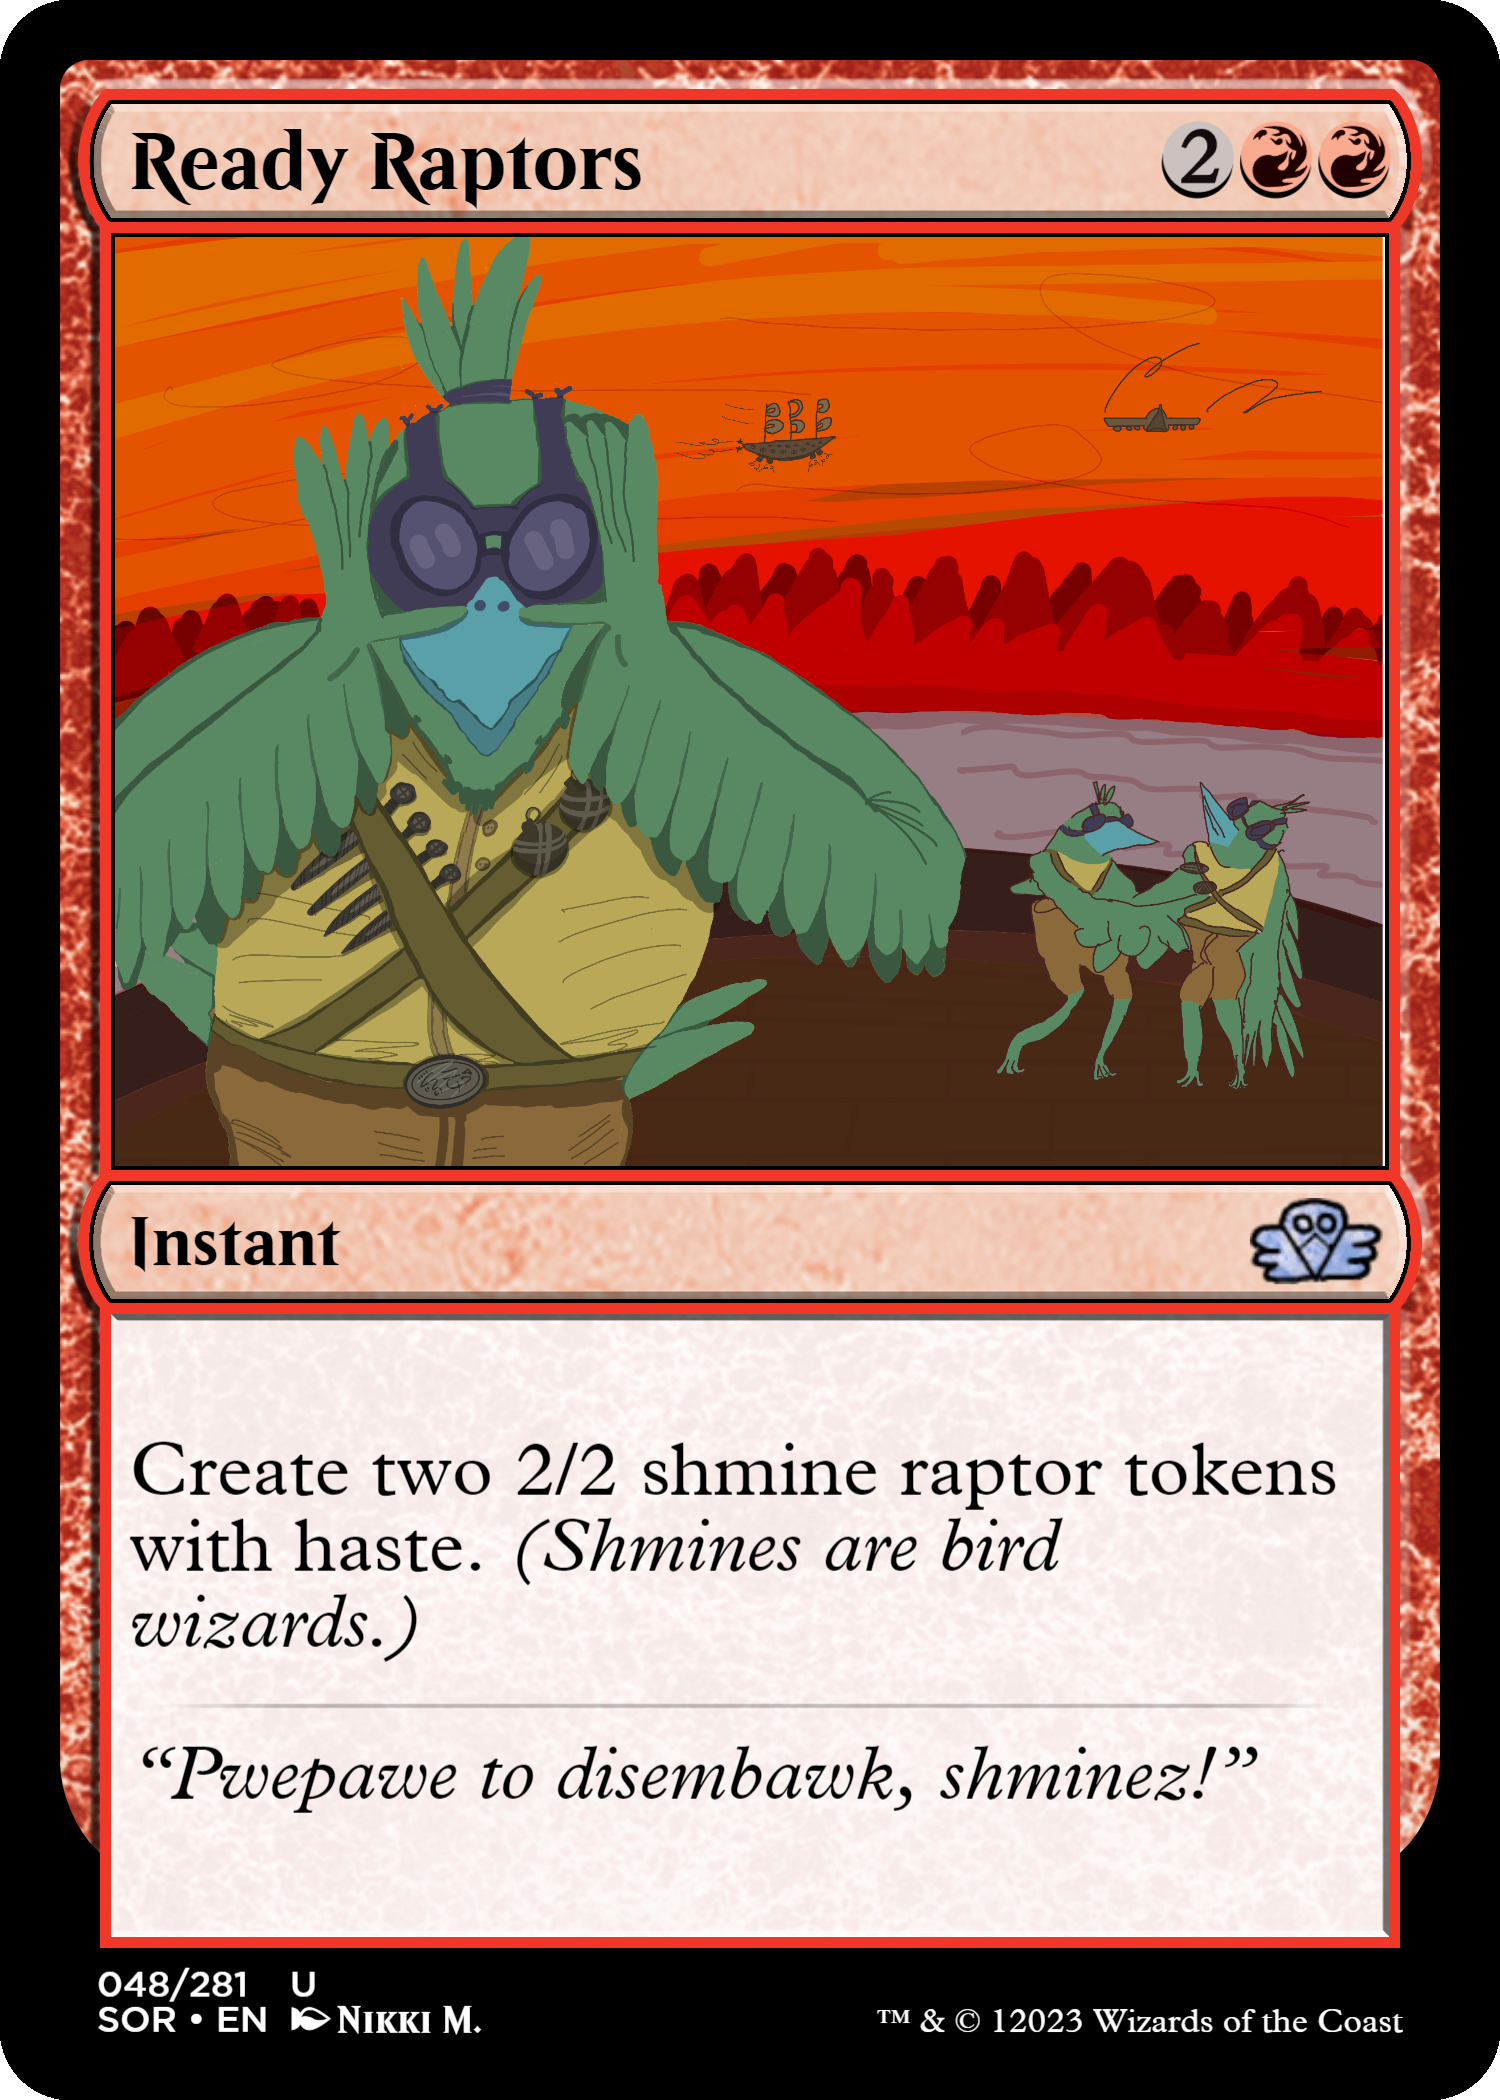 Ready Raptors 2
Instant
Create two 2/2 shmine raptor tokens
with haste. (Shmines are bird
wizards.)
“Pwepawe to disembawk, shminez!”
048/281 U
SOR • EN NIKKI M.
™ & © 12023 Wizards of the Coast